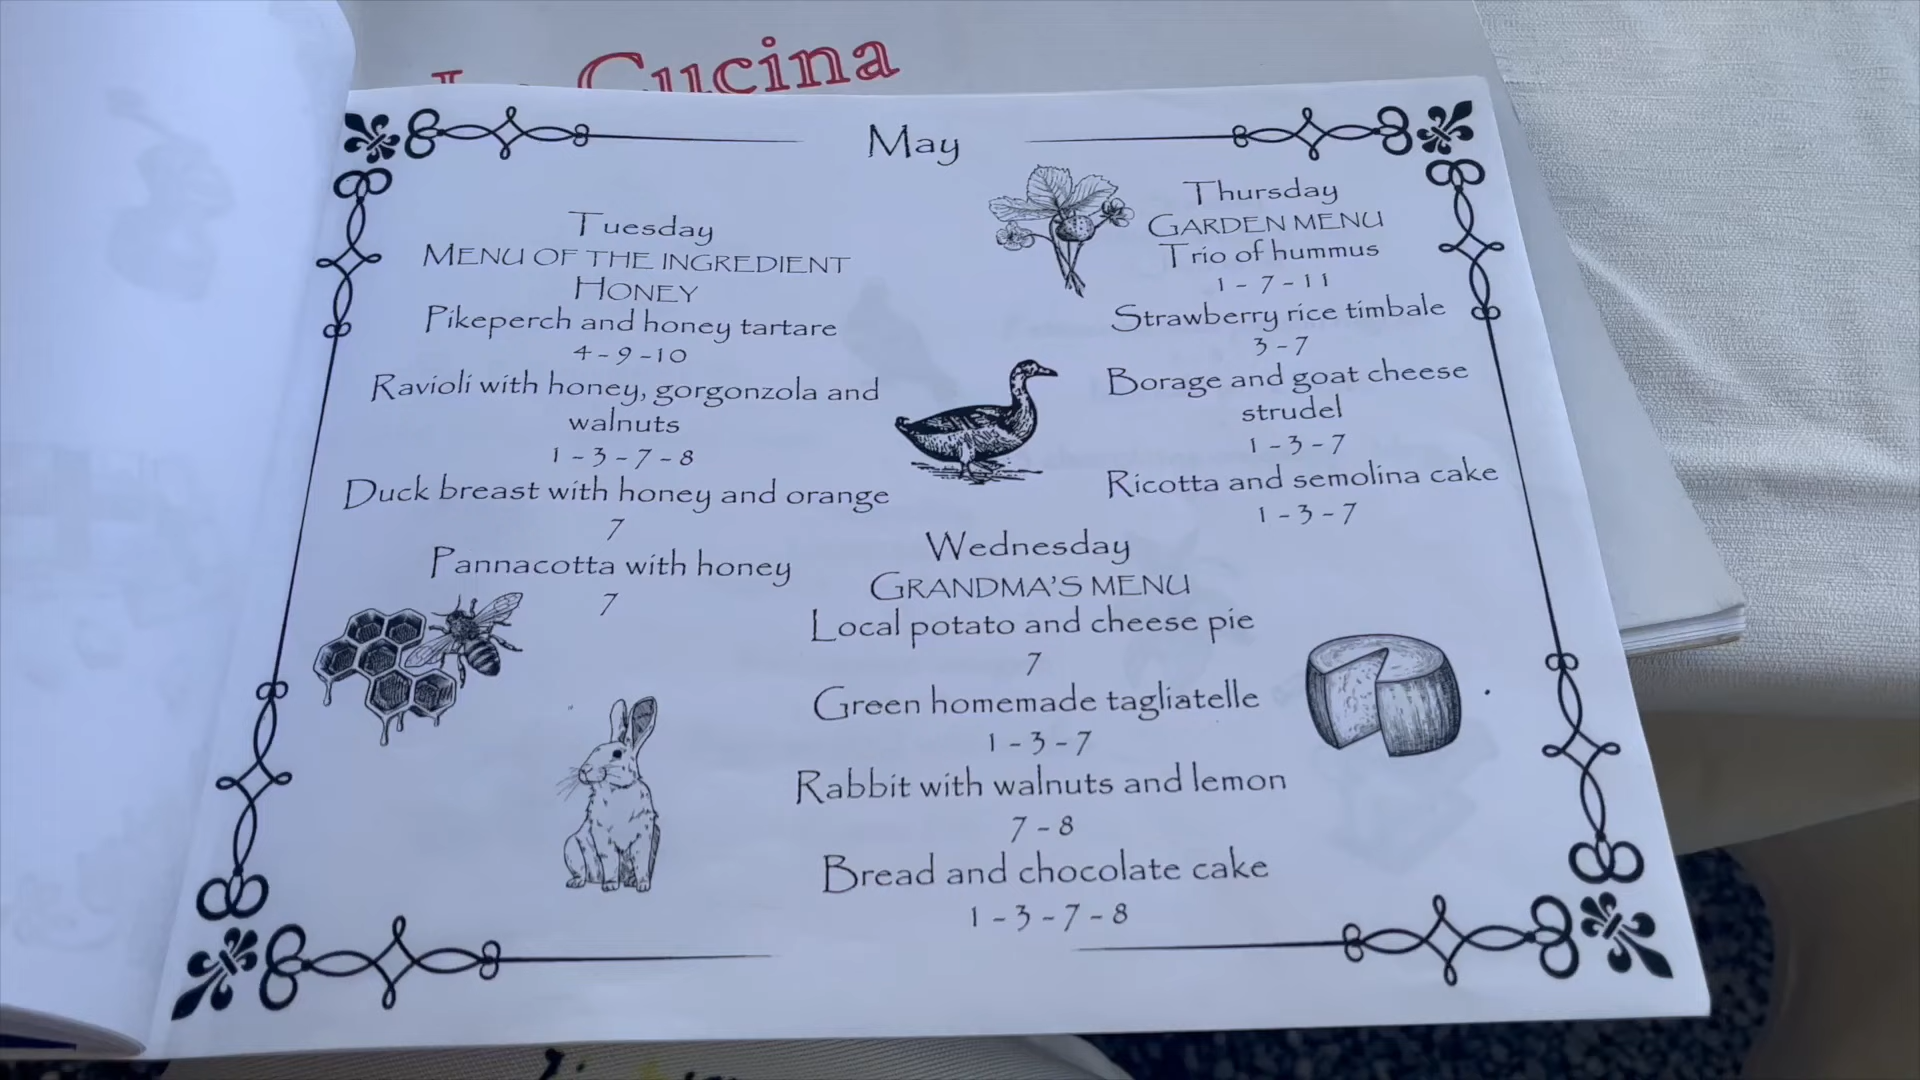 Cucina
May
Tuesday
MENU OF THE INGREDIENT
HONEY
Pikeperch and honey tartare
4 - 9 - 10
Ravioli with honey, gorgonzola and
walnuts
1 - 3 - 7 - 8
Duck breast with honey and orange
7
Pannacotta with honey
7
Wednesday
GRANDMA'S MENU
Local potato and cheese pie
7
Green homemade tagliatelle
1 - 3 - 7
Rabbit with walnuts and lemon
7 - 8
Bread and chocolate cake
1 - 3 - 7 - 8
Thursday
GARDEN MENU
Trio of hummus
1 - 7 - 11
Strawberry rice timbale
3 - 7
Borage and goat cheese
strudel
1 - 3 - 7
Ricotta and semolina cake
1 - 3 - 7